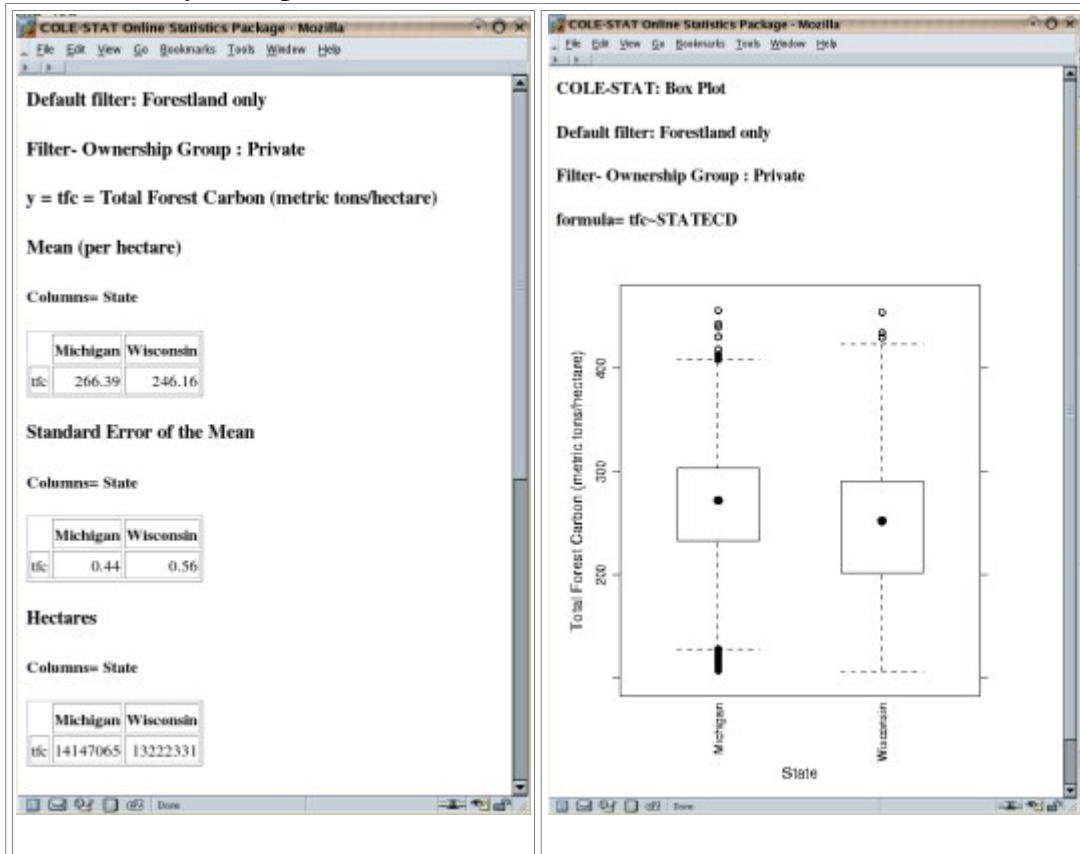 COLE-STAT Online Statistics Package - Mozilla
File Edit View Go Bookmarks Tools Window Help
Default filter: Forestland only
Filter- Ownership Group : Private
y = tfc = Total Forest Carbon (metric tons/hectare)
Mean (per hectare)
Columns= State
Michigan Wisconsin
tfc 266.39 246.16
Standard Error of the Mean
Columns= State
Michigan Wisconsin
tfc 0.44 0.56
Hectares
Columns= State
Michigan Wisconsin
tfc 14147065 13222331
Done
COLE-STAT Online Statistics Package - Mozilla
File Edit View Go Bookmarks Tools Window Help
COLE-STAT: Box Plot
Default filter: Forestland only
Filter- Ownership Group : Private
formula= tfc~STATECD
Total Forest Carbon (metric tons/hectare)
400
300
200
Michigan
Wisconsin
State
Done